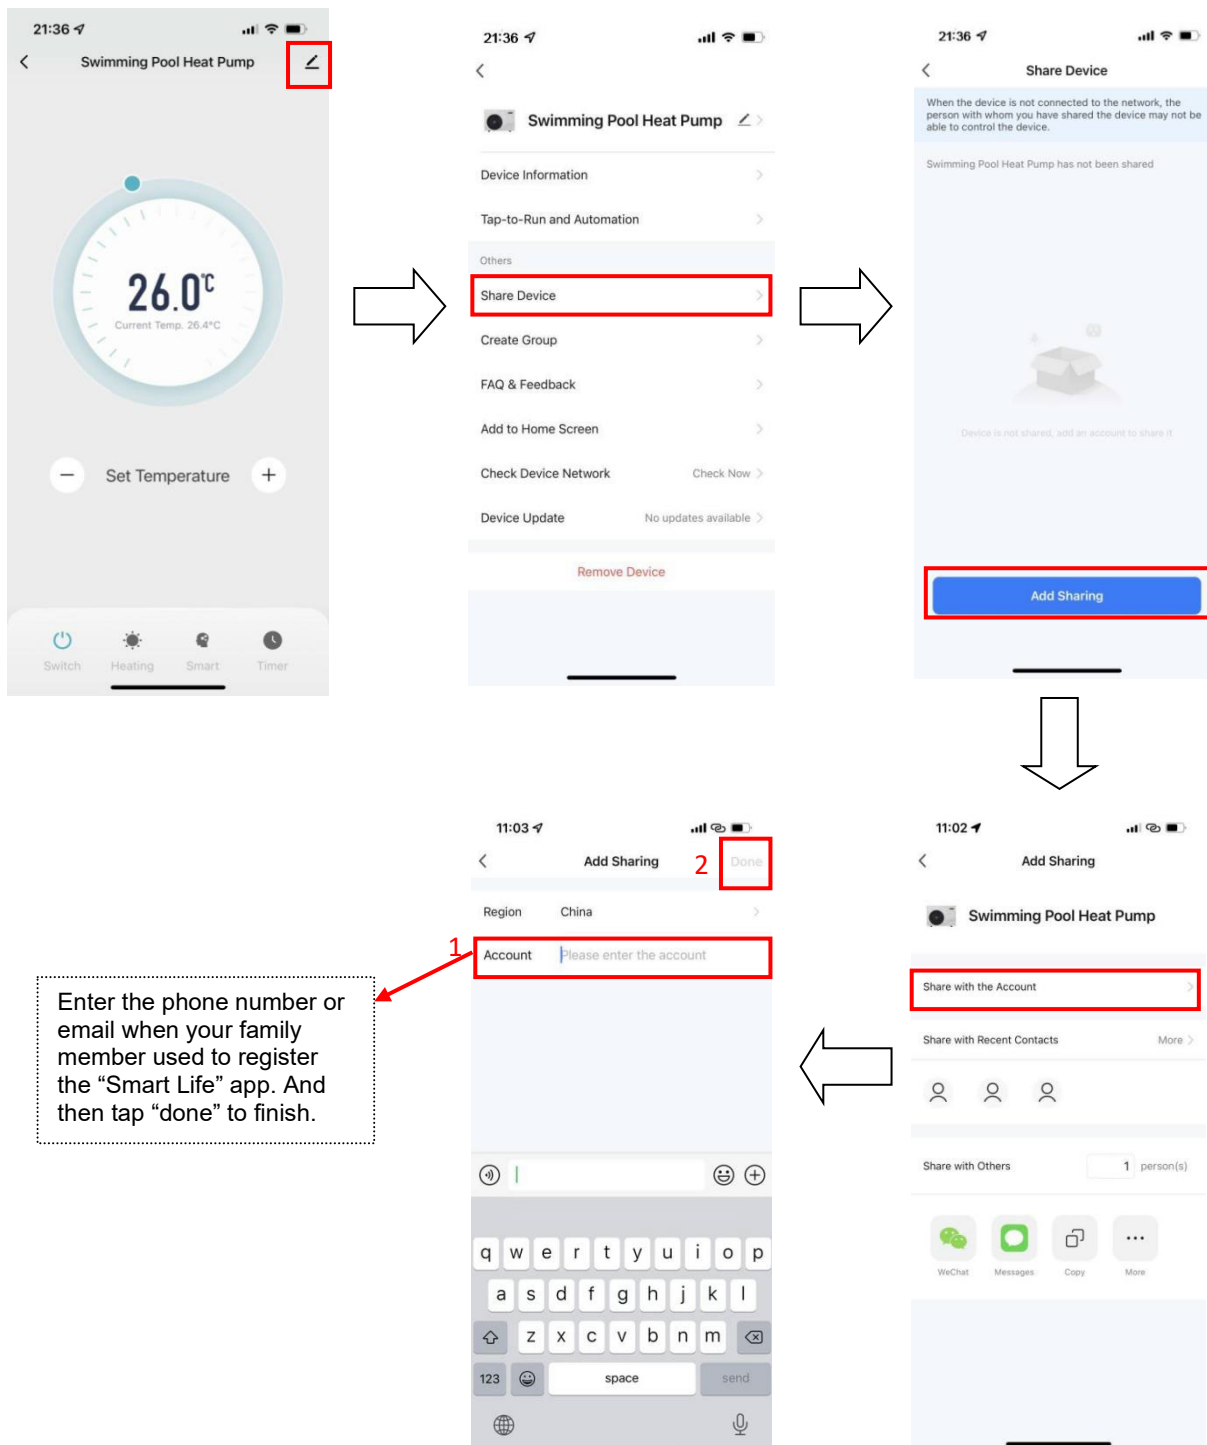 21:36
Swimming Pool Heat Pump
26.0°C
Current Temp. 26.4°C
Set Temperature
Switch Heating Smart Timer
21:36
Swimming Pool Heat Pump
Device Information
Tap-to-Run and Automation
Others
Share Device
Create Group
FAQ & Feedback
Add to Home Screen
Check Device Network Check Now
Device Update No updates available
Remove Device
21:36
Share Device
When the device is not connected to the network, the
person with whom you have shared the device may not be
able to control the device.
Swimming Pool Heat Pump has not been shared
Device is not shared, add an account to share it
Add Sharing
11:02
Add Sharing
Swimming Pool Heat Pump
Share with the Account
Share with Recent Contacts More
Share with Others 1 person(s)
WeChat Messages Copy More
11:03
Add Sharing 2 Done
Region China
1 Account Please enter the account
q w e r t y u i o p
a s d f g h j k l
z x c v b n m
123 space send
Enter the phone number or
email when your family
member used to register
the “Smart Life” app. And
then tap “done” to finish.